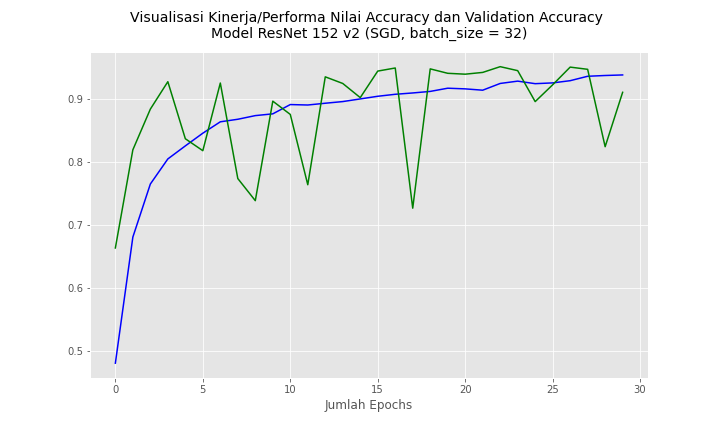 Visualisasi Kinerja/Performa Nilai Accuracy dan Validation Accuracy
Model ResNet 152 v2 (SGD, batch_size = 32)
0.9
0.8
0.7
0.6
0.5
0 5 10 15 20 25 30
Jumlah Epochs